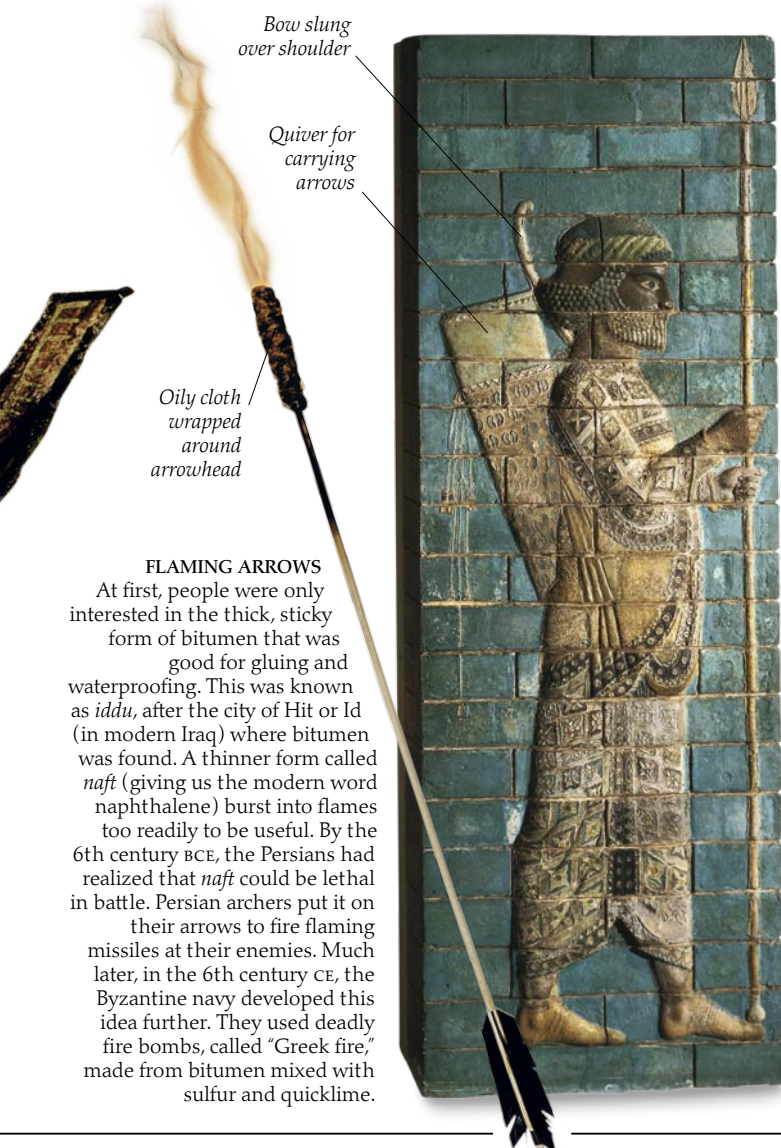 Bow slung
over shoulder
Quiver for
carrying
arrows
Oily cloth
wrapped
around
arrowhead
FLAMING ARROWS
At first, people were only
interested in the thick, sticky
form of bitumen that was
good for gluing and
waterproofing. This was known
as iddu, after the city of Hit or Id
(in modern Iraq) where bitumen
was found. A thinner form called
naft (giving us the modern word
naphthalene) burst into flames
too readily to be useful. By the
6th century BCE, the Persians had
realized that naft could be lethal
in battle. Persian archers put it on
their arrows to fire flaming
missiles at their enemies. Much
later, in the 6th century CE, the
Byzantine navy developed this
idea further. They used deadly
fire bombs, called “Greek fire,”
made from bitumen mixed with
sulfur and quicklime.